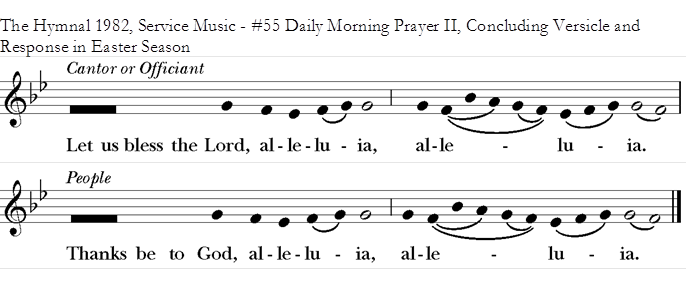 The Hymnal 1982, Service Music - #55 Daily Morning Prayer II, Concluding Versicle and
Response in Easter Season
Cantor or Officiant
Let us bless the Lord, al - le - lu - ia, al - le - lu - ia.
People
Thanks be to God, al - le - lu - ia, al - le - lu - ia.